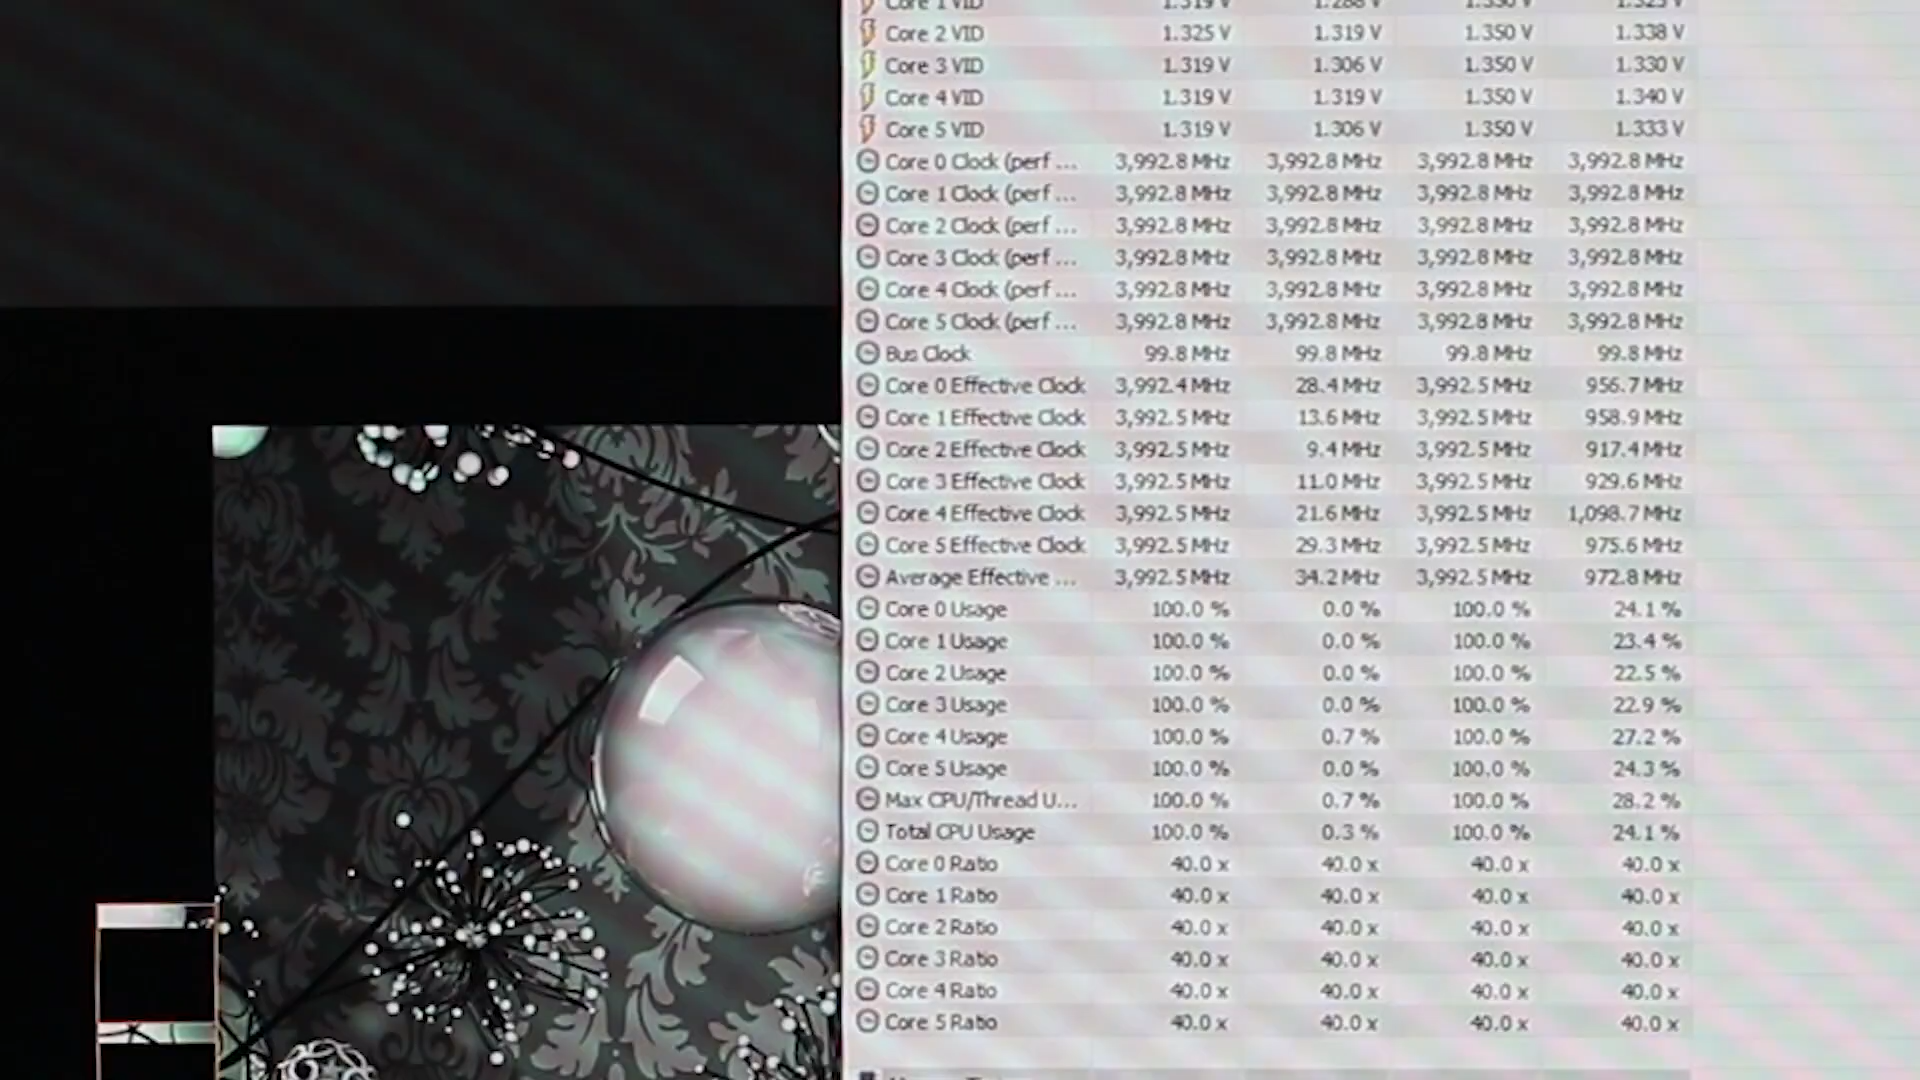 Core 1 VID 1.319 V 1.288 V 1.350 V 1.325 V
Core 2 VID 1.325 V 1.319 V 1.350 V 1.338 V
Core 3 VID 1.319 V 1.306 V 1.350 V 1.330 V
Core 4 VID 1.319 V 1.319 V 1.350 V 1.340 V
Core 5 VID 1.319 V 1.306 V 1.350 V 1.333 V
Core 0 Clock (perf ... 3,992.8 MHz 3,992.8 MHz 3,992.8 MHz 3,992.8 MHz
Core 1 Clock (perf ... 3,992.8 MHz 3,992.8 MHz 3,992.8 MHz 3,992.8 MHz
Core 2 Clock (perf ... 3,992.8 MHz 3,992.8 MHz 3,992.8 MHz 3,992.8 MHz
Core 3 Clock (perf ... 3,992.8 MHz 3,992.8 MHz 3,992.8 MHz 3,992.8 MHz
Core 4 Clock (perf ... 3,992.8 MHz 3,992.8 MHz 3,992.8 MHz 3,992.8 MHz
Core 5 Clock (perf ... 3,992.8 MHz 3,992.8 MHz 3,992.8 MHz 3,992.8 MHz
Bus Clock 99.8 MHz 99.8 MHz 99.8 MHz 99.8 MHz
Core 0 Effective Clock 3,992.4 MHz 28.4 MHz 3,992.5 MHz 956.7 MHz
Core 1 Effective Clock 3,992.5 MHz 13.6 MHz 3,992.5 MHz 958.9 MHz
Core 2 Effective Clock 3,992.5 MHz 9.4 MHz 3,992.5 MHz 917.4 MHz
Core 3 Effective Clock 3,992.5 MHz 11.0 MHz 3,992.5 MHz 929.6 MHz
Core 4 Effective Clock 3,992.5 MHz 21.6 MHz 3,992.5 MHz 1,098.7 MHz
Core 5 Effective Clock 3,992.5 MHz 29.3 MHz 3,992.5 MHz 975.6 MHz
Average Effective ... 3,992.5 MHz 34.2 MHz 3,992.5 MHz 972.8 MHz
Core 0 Usage 100.0 % 0.0 % 100.0 % 24.1 %
Core 1 Usage 100.0 % 0.0 % 100.0 % 23.4 %
Core 2 Usage 100.0 % 0.0 % 100.0 % 22.5 %
Core 3 Usage 100.0 % 0.0 % 100.0 % 22.9 %
Core 4 Usage 100.0 % 0.7 % 100.0 % 27.2 %
Core 5 Usage 100.0 % 0.0 % 100.0 % 24.3 %
Max CPU/Thread U... 100.0 % 0.7 % 100.0 % 28.2 %
Total CPU Usage 100.0 % 0.3 % 100.0 % 24.1 %
Core 0 Ratio 40.0 x 40.0 x 40.0 x 40.0 x
Core 1 Ratio 40.0 x 40.0 x 40.0 x 40.0 x
Core 2 Ratio 40.0 x 40.0 x 40.0 x 40.0 x
Core 3 Ratio 40.0 x 40.0 x 40.0 x 40.0 x
Core 4 Ratio 40.0 x 40.0 x 40.0 x 40.0 x
Core 5 Ratio 40.0 x 40.0 x 40.0 x 40.0 x